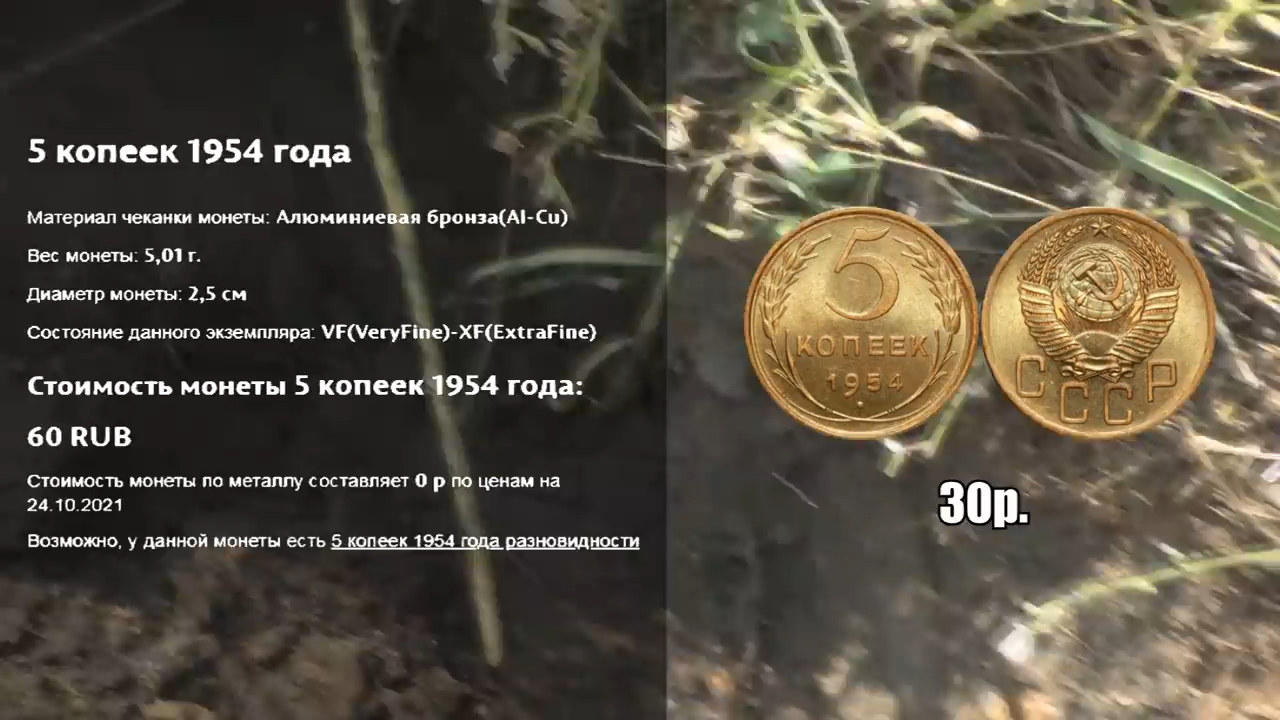 5 копеек 1954 года
Материал чеканки монеты: Алюминиевая бронза(Al-Cu)
Вес монеты: 5,01 г.
Диаметр монеты: 2,5 см
Состояние данного экземпляра: VF(VeryFine)-XF(ExtraFine)
Стоимость монеты 5 копеек 1954 года:
60 RUB
Стоимость монеты по металлу составляет 0 р по ценам на
24.10.2021
Возможно, у данной монеты есть 5 копеек 1954 года разновидности
5
КОПЕЕК
1954
СССР
30р.